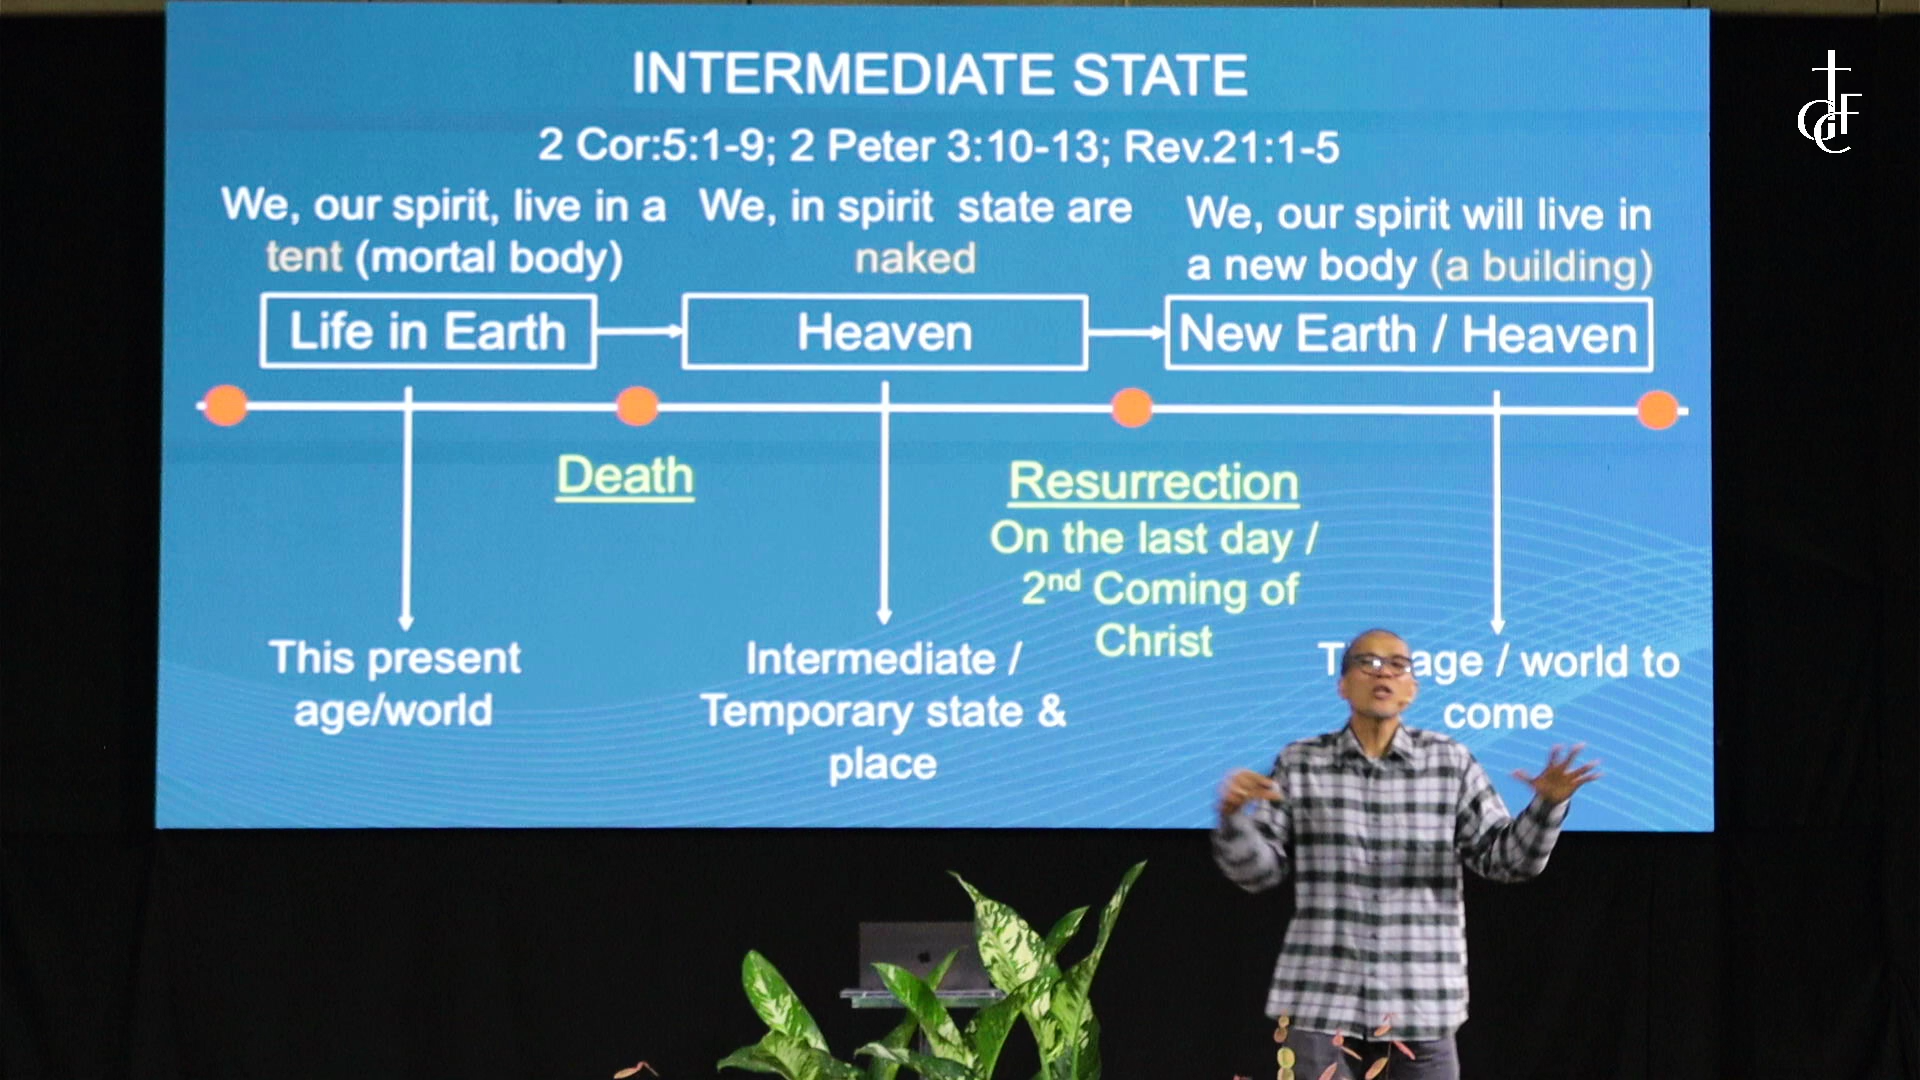 INTERMEDIATE STATE
2 Cor:5:1-9; 2 Peter 3:10-13; Rev.21:1-5
We, our spirit, live in a
tent (mortal body)
We, in spirit state are
naked
We, our spirit will live in
a new body (a building)
Life in Earth
Heaven
New Earth / Heaven
Death
Resurrection
On the last day /
2nd Coming of
Christ
This present
age/world
Intermediate /
Temporary state &
place
age / world to
come